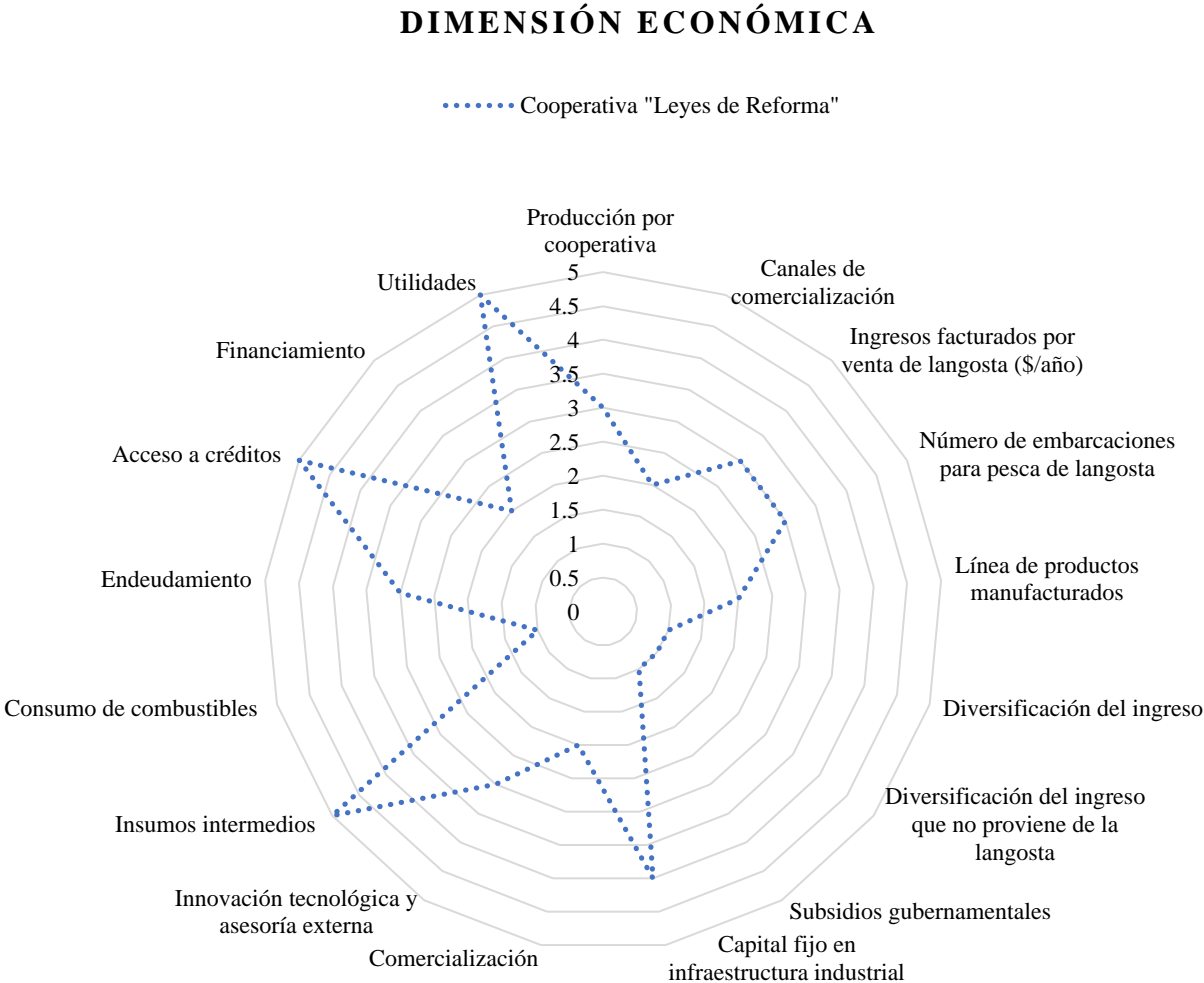 DIMENSIÓN ECONÓMICA
Cooperativa "Leyes de Reforma"
Producción por
cooperativa
Canales de
comercialización
Ingresos facturados por
venta de langosta ($/año)
Número de embarcaciones
para pesca de langosta
Línea de productos
manufacturados
Diversificación del ingreso
Diversificación del ingreso
que no proviene de la
langosta
Subsidios gubernamentales
Capital fijo en
infraestructura industrial
Comercialización
Innovación tecnológica y
asesoría externa
Insumos intermedios
Consumo de combustibles
Endeudamiento
Acceso a créditos
Financiamiento
Utilidades
5
4.5
4
3.5
3
2.5
2
1.5
1
0.5
0